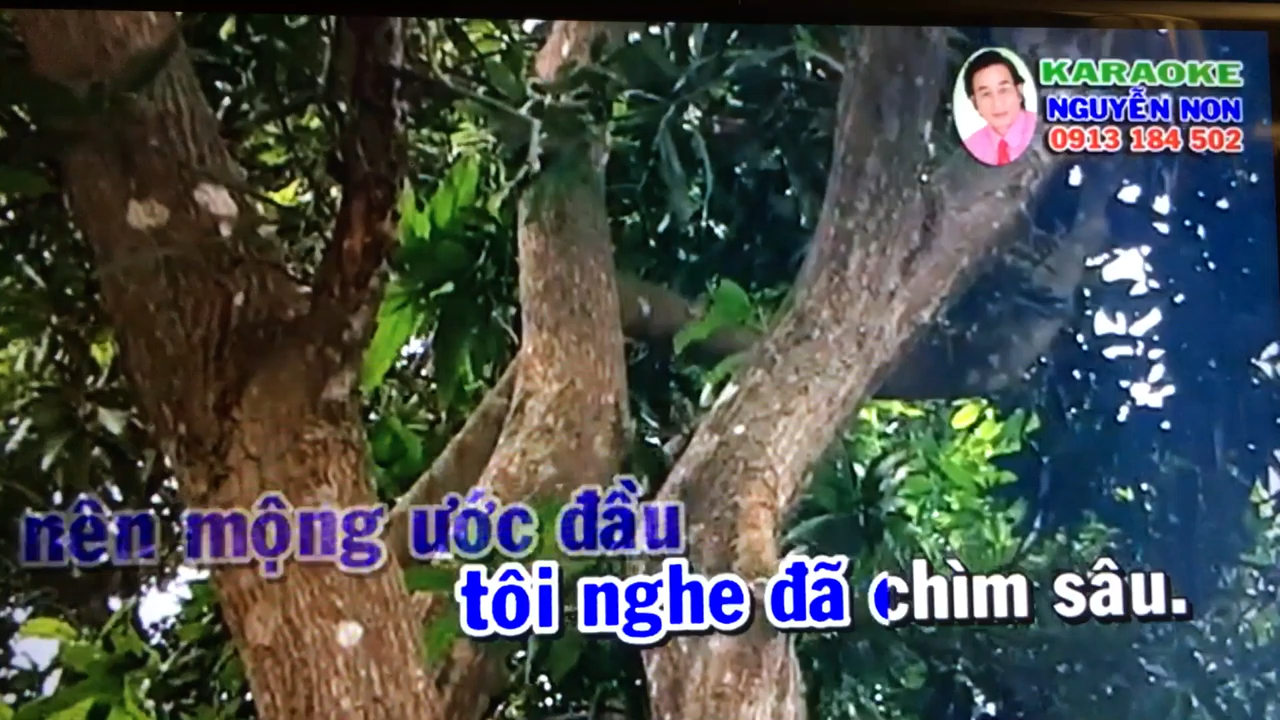 KARAOKE
NGUYỄN NON
0913 184 502
nên mộng ước đầu
tôi nghe đã chìm sâu.